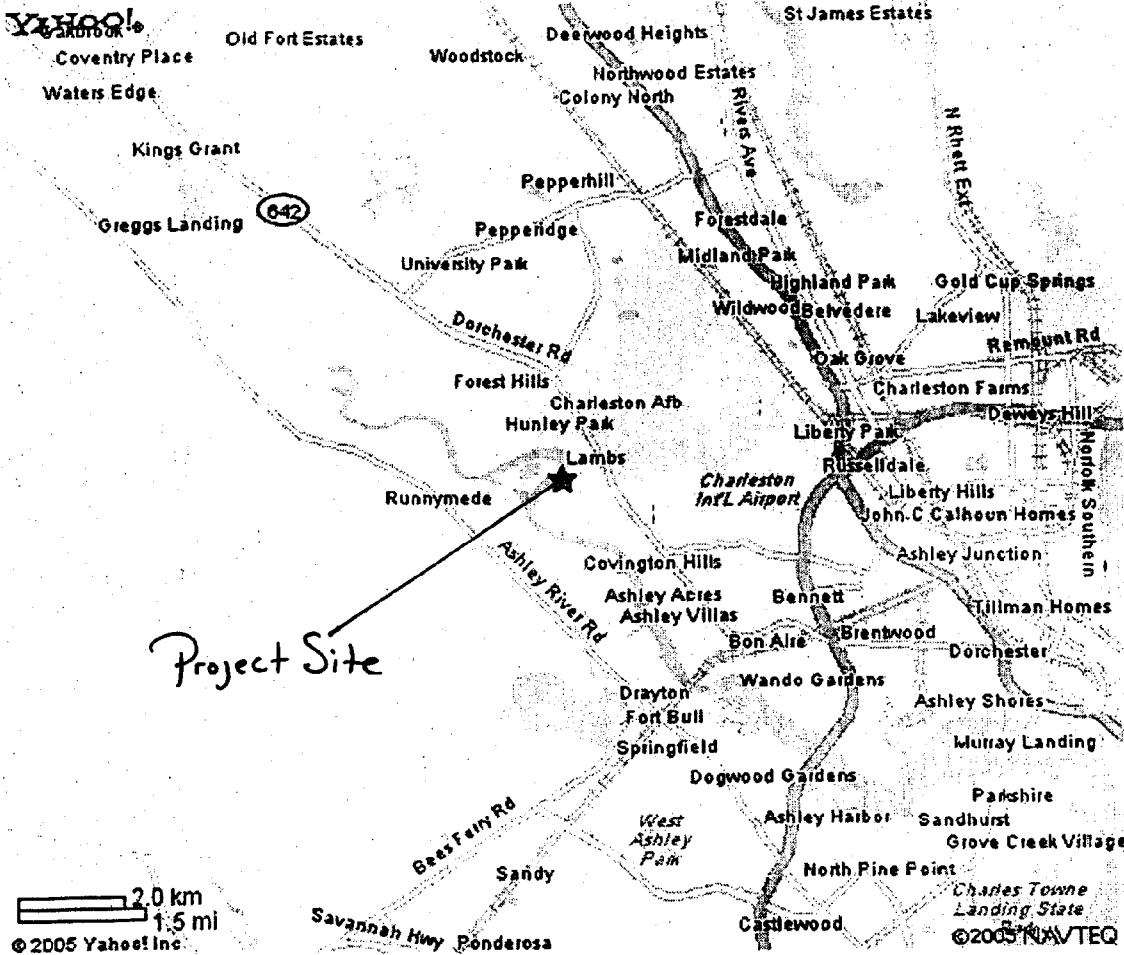 YAHOO!®
St James Estates
Old Fort Estates
Deerwood Heights
Coventry Place
Woodstock
Northwood Estates
Waters Edge
Colony North
Rivers Ave
N Rhett Ext
Kings Grant
Pepperhill
642
Greggs Landing
Forestdale
Pepperidge
Midland Park
University Park
Highland Park
Gold Cup Springs
Wildwood
Belvedere
Lakeview
Dorchester Rd
Remount Rd
Oak Grove
Forest Hills
Charleston Farms
Charleston Afb
Deweys Hill
Hunley Park
Liberty Park
Lambs
Russelldale
Charleston
Int'L Airport
Runnymede
Liberty Hills
John C Calhoun Homes
Norfolk Southern
Ashley River Rd
Ashley Junction
Covington Hills
Ashley Acres
Bennett
Ashley Villas
Tillman Homes
Bon Aire
Brentwood
Project Site
Dorchester
Wando Gardens
Drayton
Ashley Shores
Fort Bull
Springfield
Murray Landing
Dogwood Gardens
Parkshire
Bees Ferry Rd
West
Ashley
Park
Ashley Harbor
Sandhurst
Grove Creek Village
Sandy
North Pine Point
Charles Towne
Landing State
2.0 km
1.5 mi
Savannah Hwy
Ponderosa
Castlewood
© 2005 Yahoo! Inc
©2005 NAVTEQ